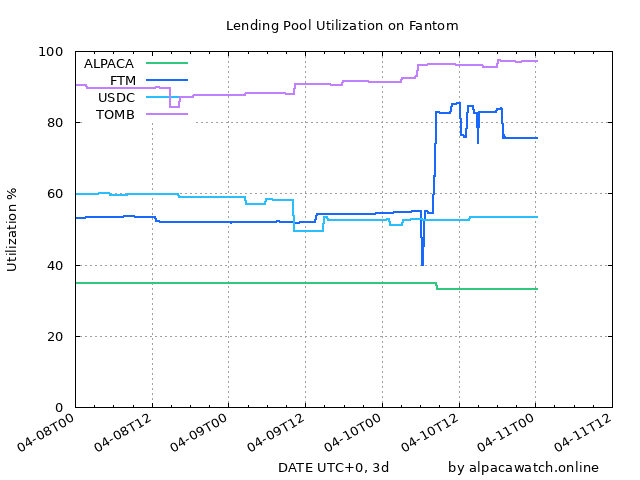 Lending Pool Utilization on Fantom
100
80
60
40
20
0
Utilization %
ALPACA
FTM
USDC
TOMB
04-08T00
04-08T12
04-09T00
04-09T12
04-10T00
04-10T12
04-11T00
04-11T12
DATE UTC+0, 3d
by alpacawatch.online